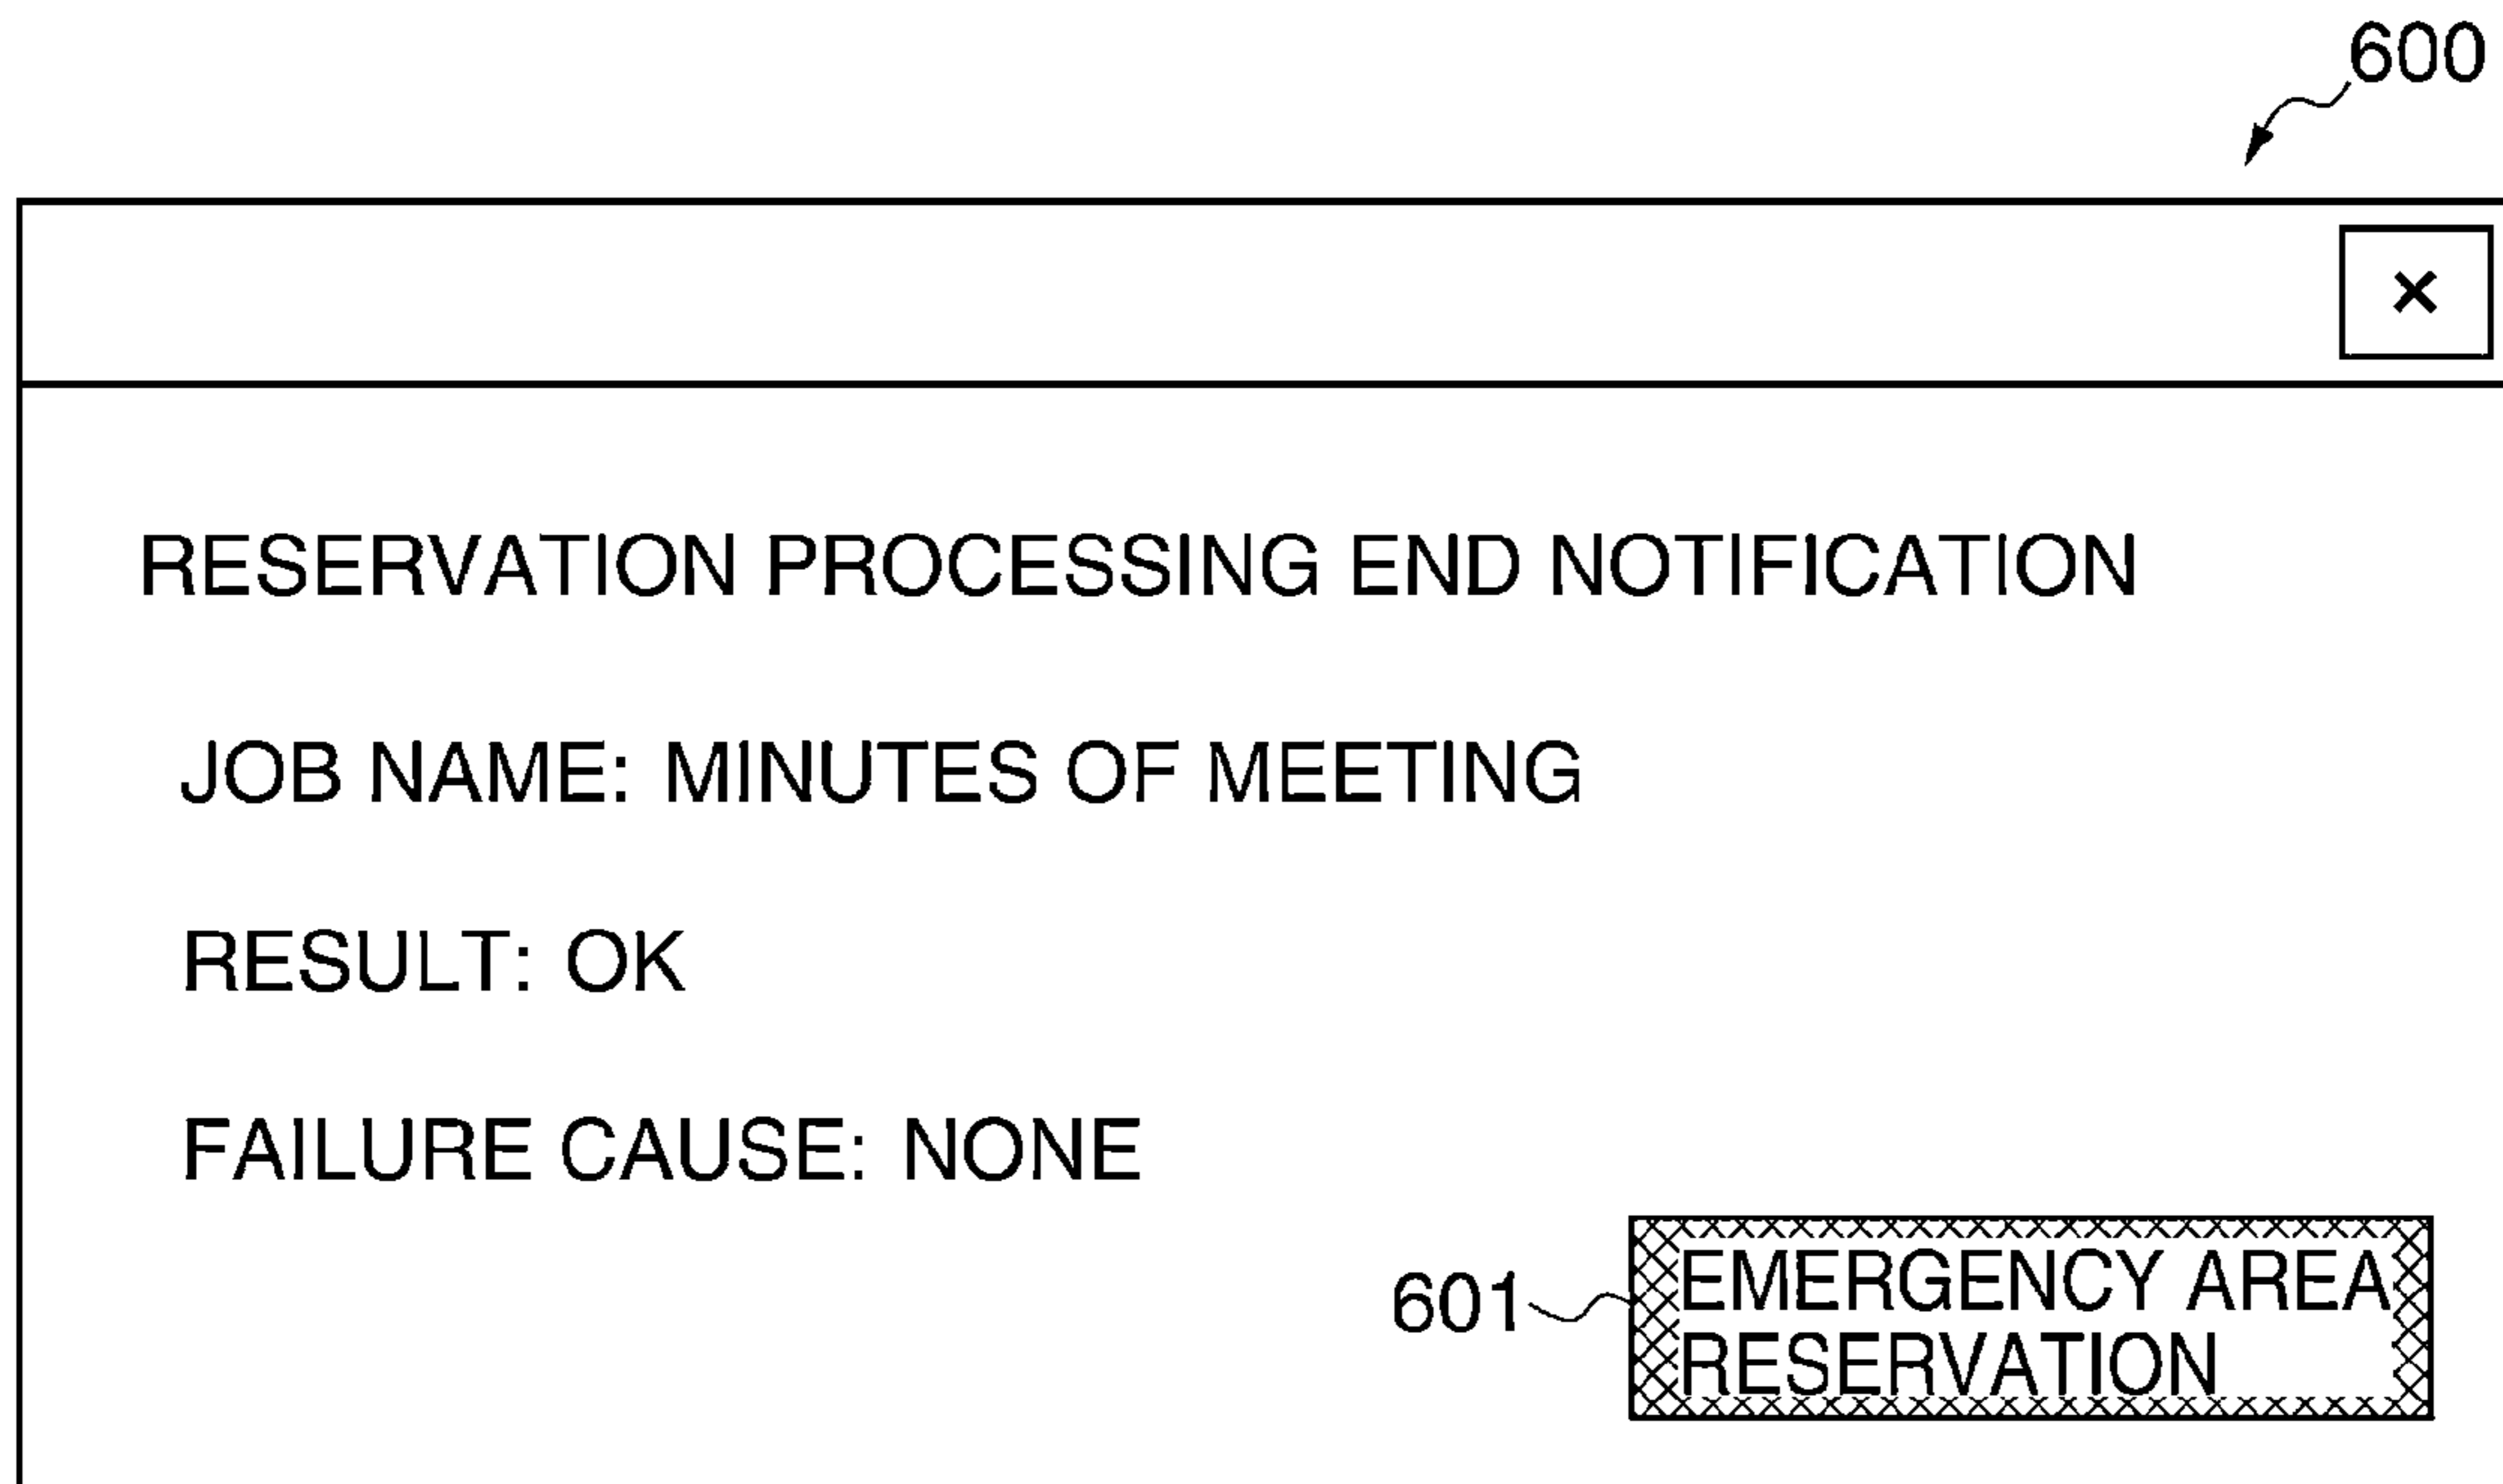 600
×
RESERVATION PROCESSING END NOTIFICATION
JOB NAME: MINUTES OF MEETING
RESULT: OK
FAILURE CAUSE: NONE
601
EMERGENCY AREA
RESERVATION